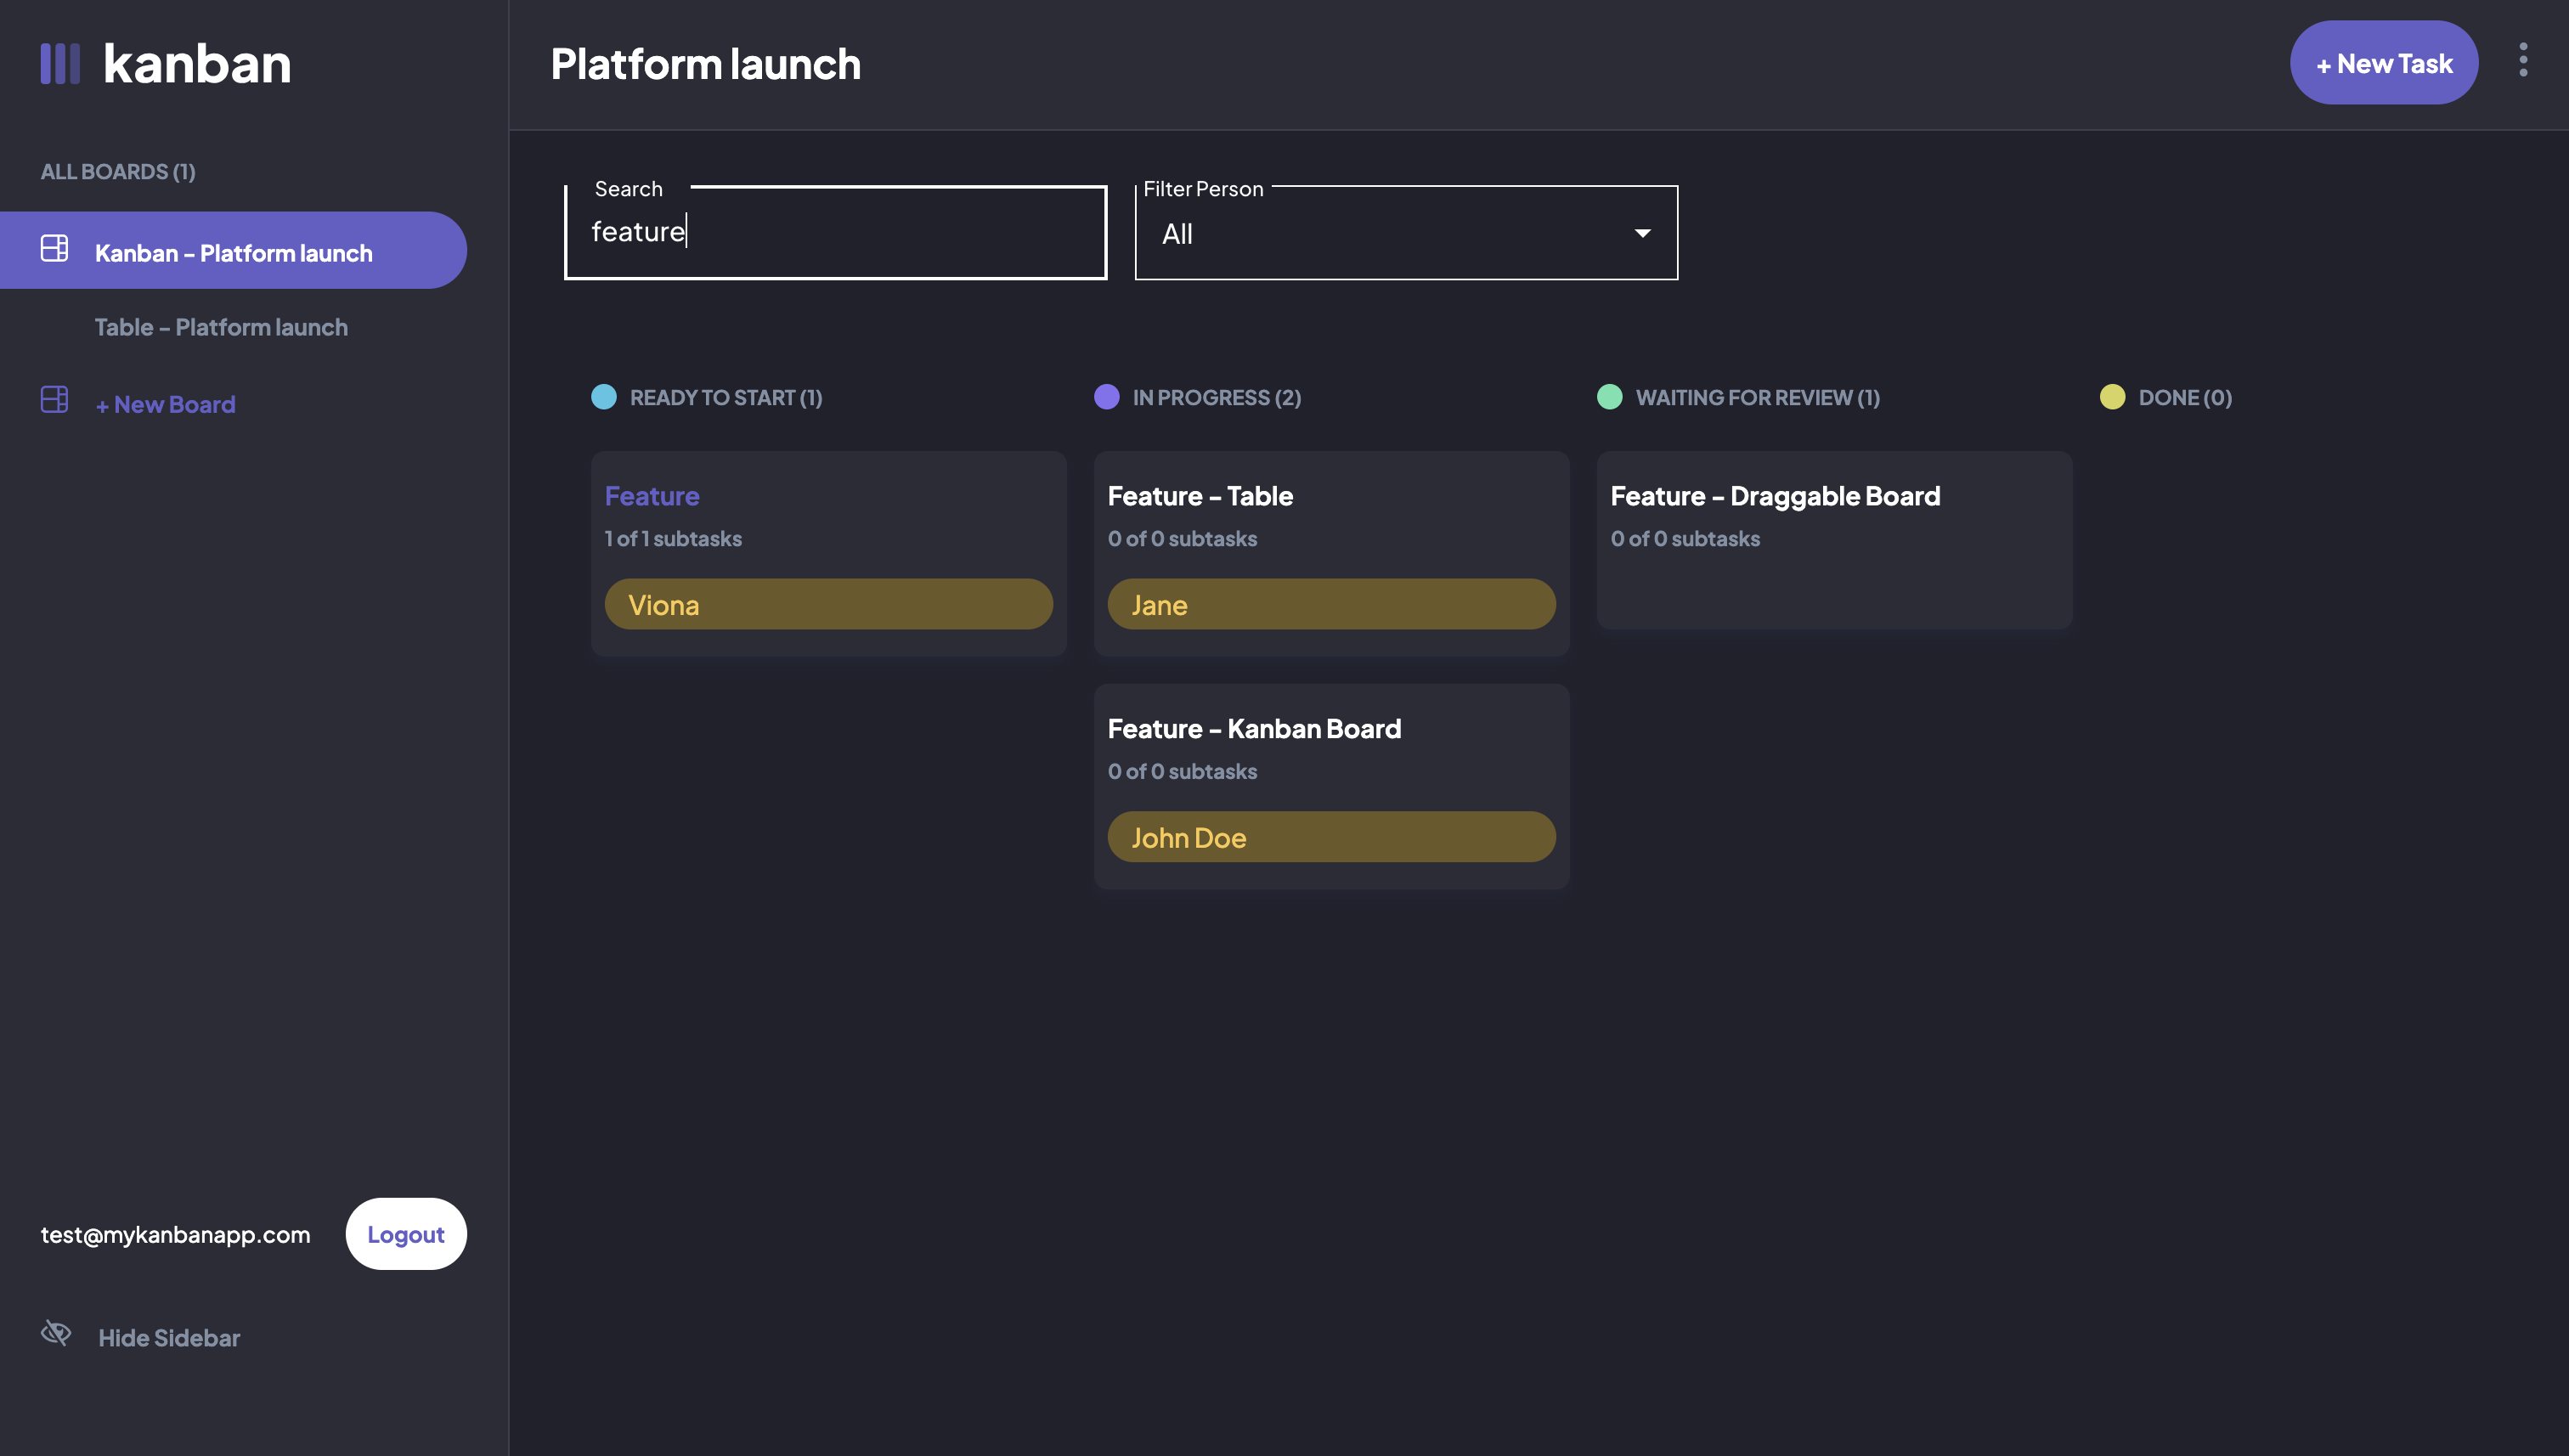 kanban
ALL BOARDS (1)
Kanban - Platform launch
Table - Platform launch
+ New Board
test@mykanbanapp.com
Logout
Hide Sidebar
Platform launch
+ New Task
Search
feature
Filter Person
All
READY TO START (1)
Feature
1 of 1 subtasks
Viona
IN PROGRESS (2)
Feature - Table
0 of 0 subtasks
Jane
Feature - Kanban Board
0 of 0 subtasks
John Doe
WAITING FOR REVIEW (1)
Feature - Draggable Board
0 of 0 subtasks
DONE (0)